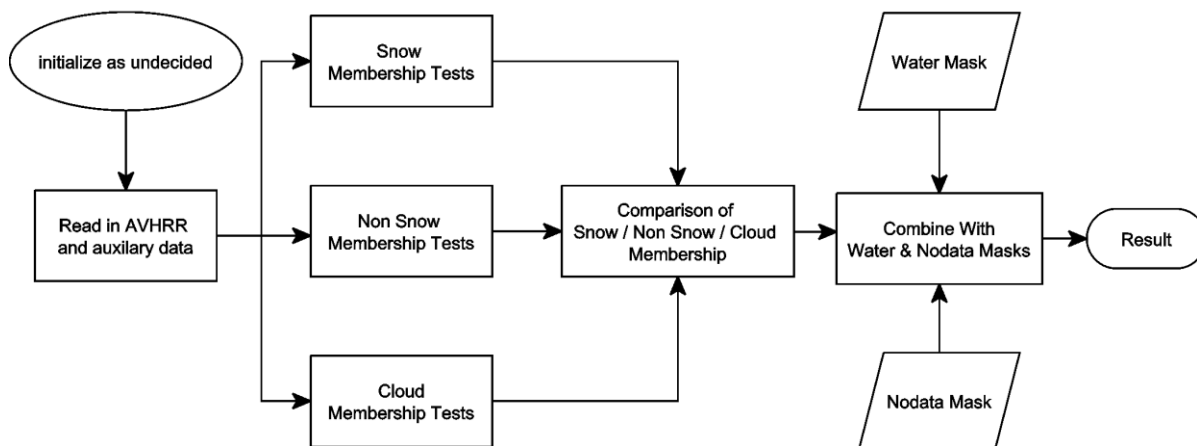 initialize as undecided
Read in AVHRR
and auxilary data
Snow
Membership Tests
Non Snow
Membership Tests
Cloud
Membership Tests
Comparison of
Snow / Non Snow / Cloud
Membership
Water Mask
Combine With
Water & Nodata Masks
Nodata Mask
Result